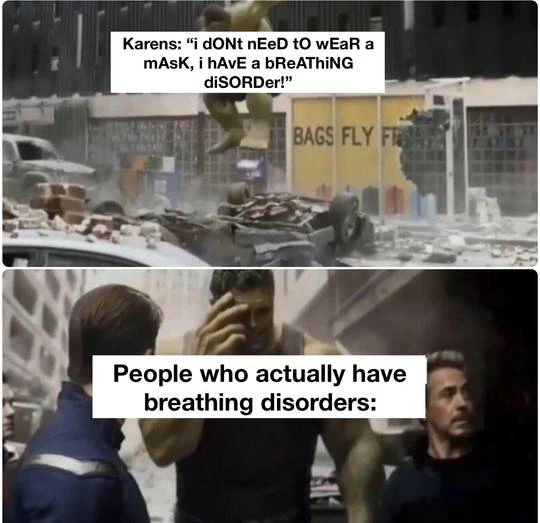 Karens: “i dONt nEeD tO wEaR a
mAsK, i hAvE a bReAThiNG
diSORDer!”
BAGS FLY
People who actually have
breathing disorders: